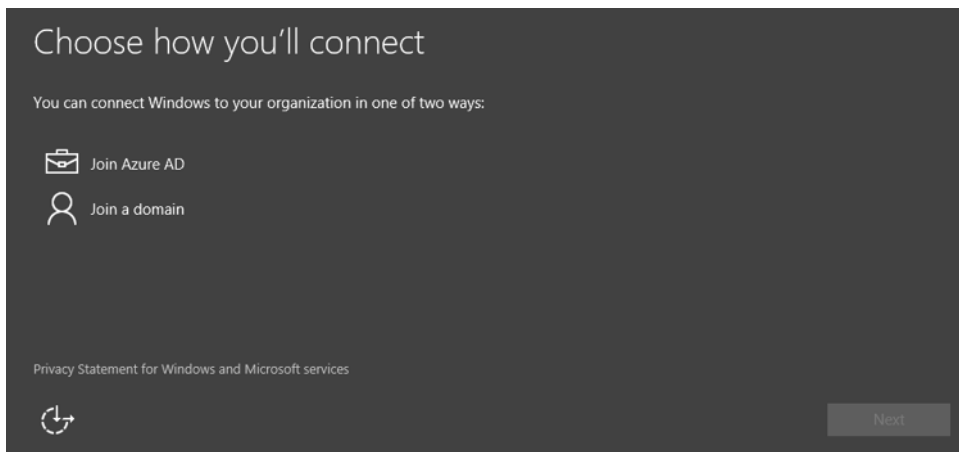 Choose how you'll connect
You can connect Windows to your organization in one of two ways:
Join Azure AD
Join a domain
Privacy Statement for Windows and Microsoft services
Next